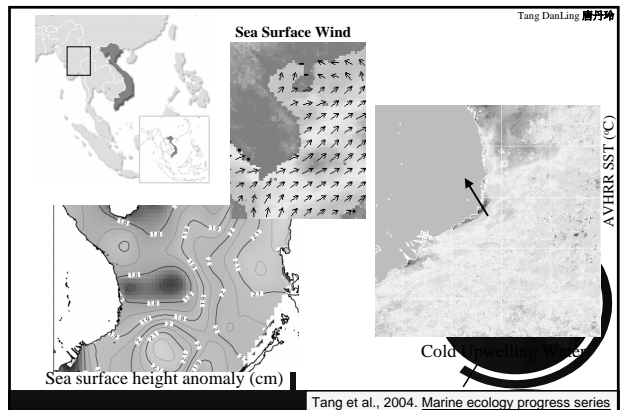 Tang DanLing 唐丹玲
Sea Surface Wind
AVHRR SST (℃)
Cold Upwelling Water
Sea surface height anomaly (cm)
Tang et al., 2004. Marine ecology progress series